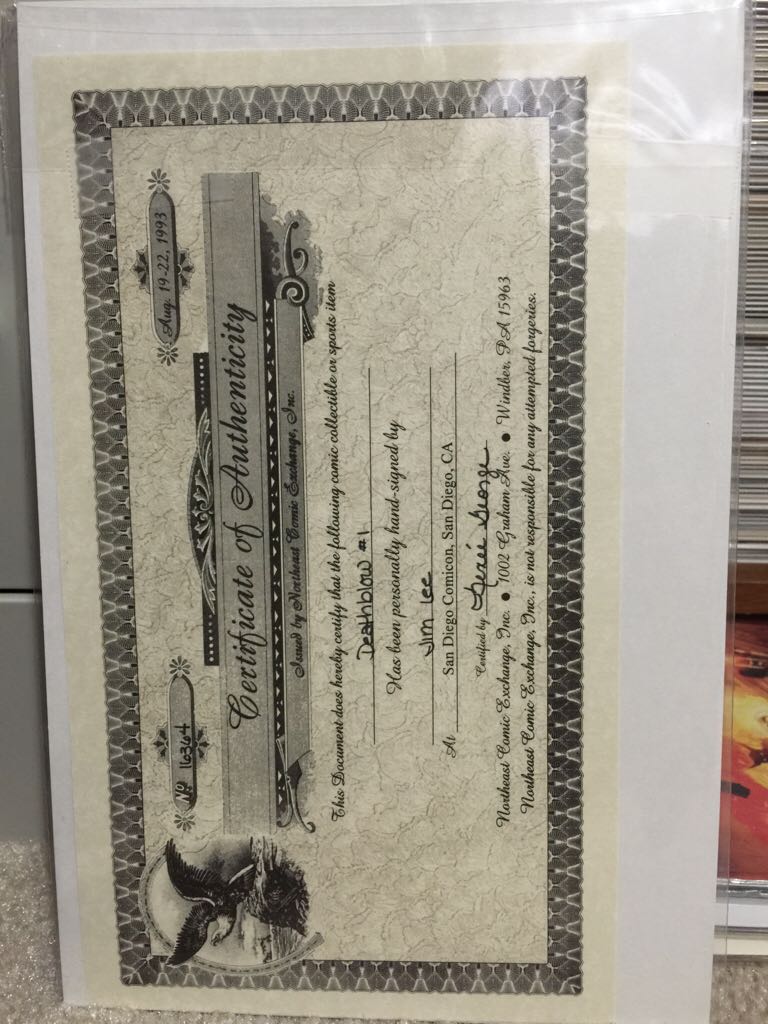 No 16364
Aug. 19-22, 1993
Certificate of Authenticity
Issued by Northeast Comic Exchange, Inc.
This Document does hereby certify that the following comic collectible or sports item
Deathblow #1
Has been personally hand-signed by
Jim Lee
At San Diego Comicon, San Diego, CA
Certified by George
Northeast Comic Exchange, Inc. ● 1002 Graham Ave. ● Windber, PA 15963
Northeast Comic Exchange, Inc., is not responsible for any attempted forgeries.